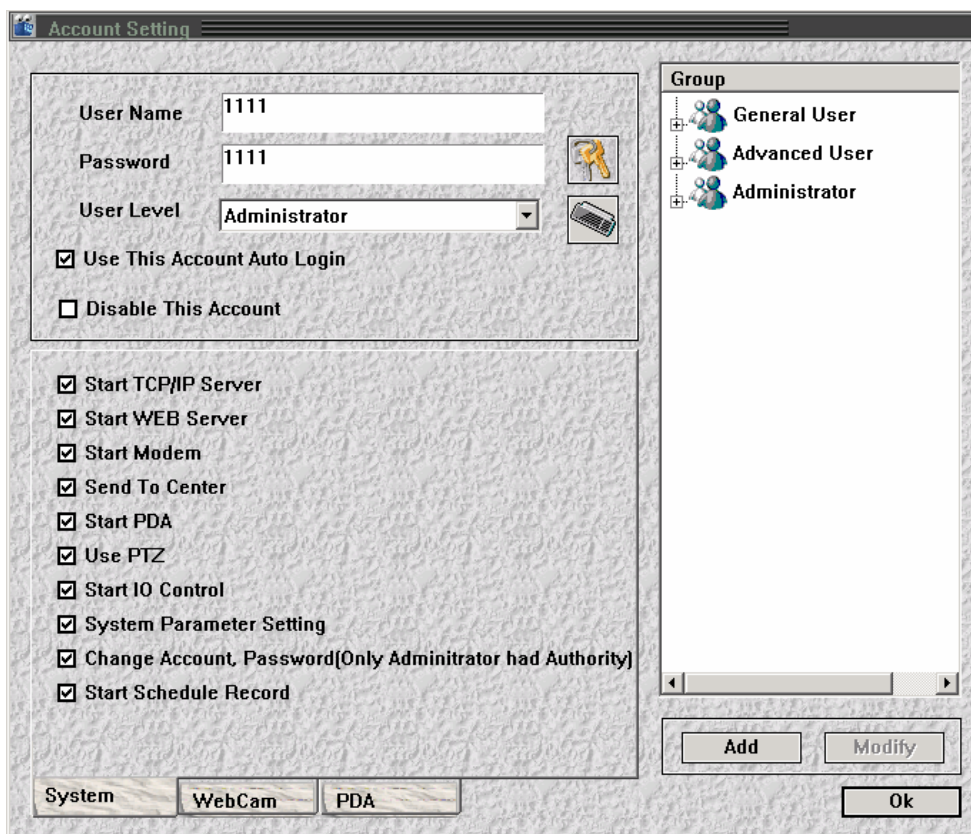 Account Setting
User Name
1111
Password
1111
User Level
Administrator
Use This Account Auto Login
Disable This Account
Start TCP/IP Server
Start WEB Server
Start Modem
Send To Center
Start PDA
Use PTZ
Start IO Control
System Parameter Setting
Change Account, Password(Only Adminitrator had Authority)
Start Schedule Record
System
WebCam
PDA
Group
General User
Advanced User
Administrator
Add
Modify
Ok